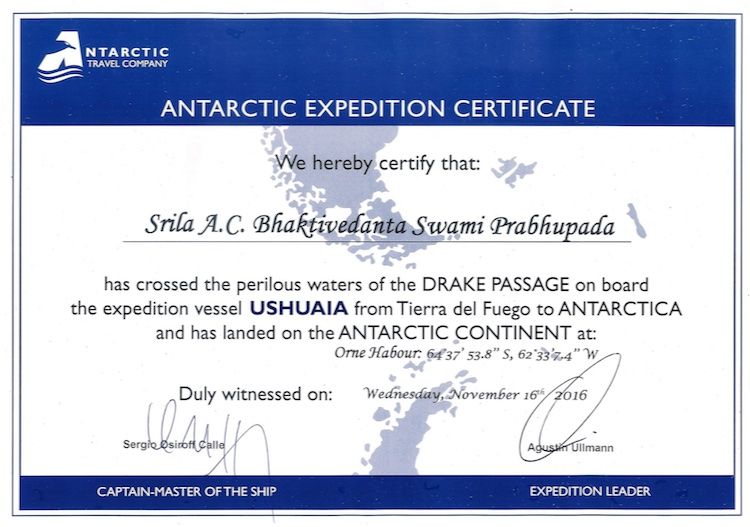 ANTARCTIC
TRAVEL COMPANY
ANTARCTIC EXPEDITION CERTIFICATE
We hereby certify that:
Srila A.C. Bhaktivedanta Swami Prabhupada
has crossed the perilous waters of the DRAKE PASSAGE on board
the expedition vessel USHUAIA from Tierra del Fuego to ANTARCTICA
and has landed on the ANTARCTIC CONTINENT at:
Orne Habour: 64°37' 53.8" S, 62°33'7.4" W
Duly witnessed on: Wednesday, November 16th 2016
Sergio Osiroff Calle Agustín Ullmann
CAPTAIN-MASTER OF THE SHIP EXPEDITION LEADER